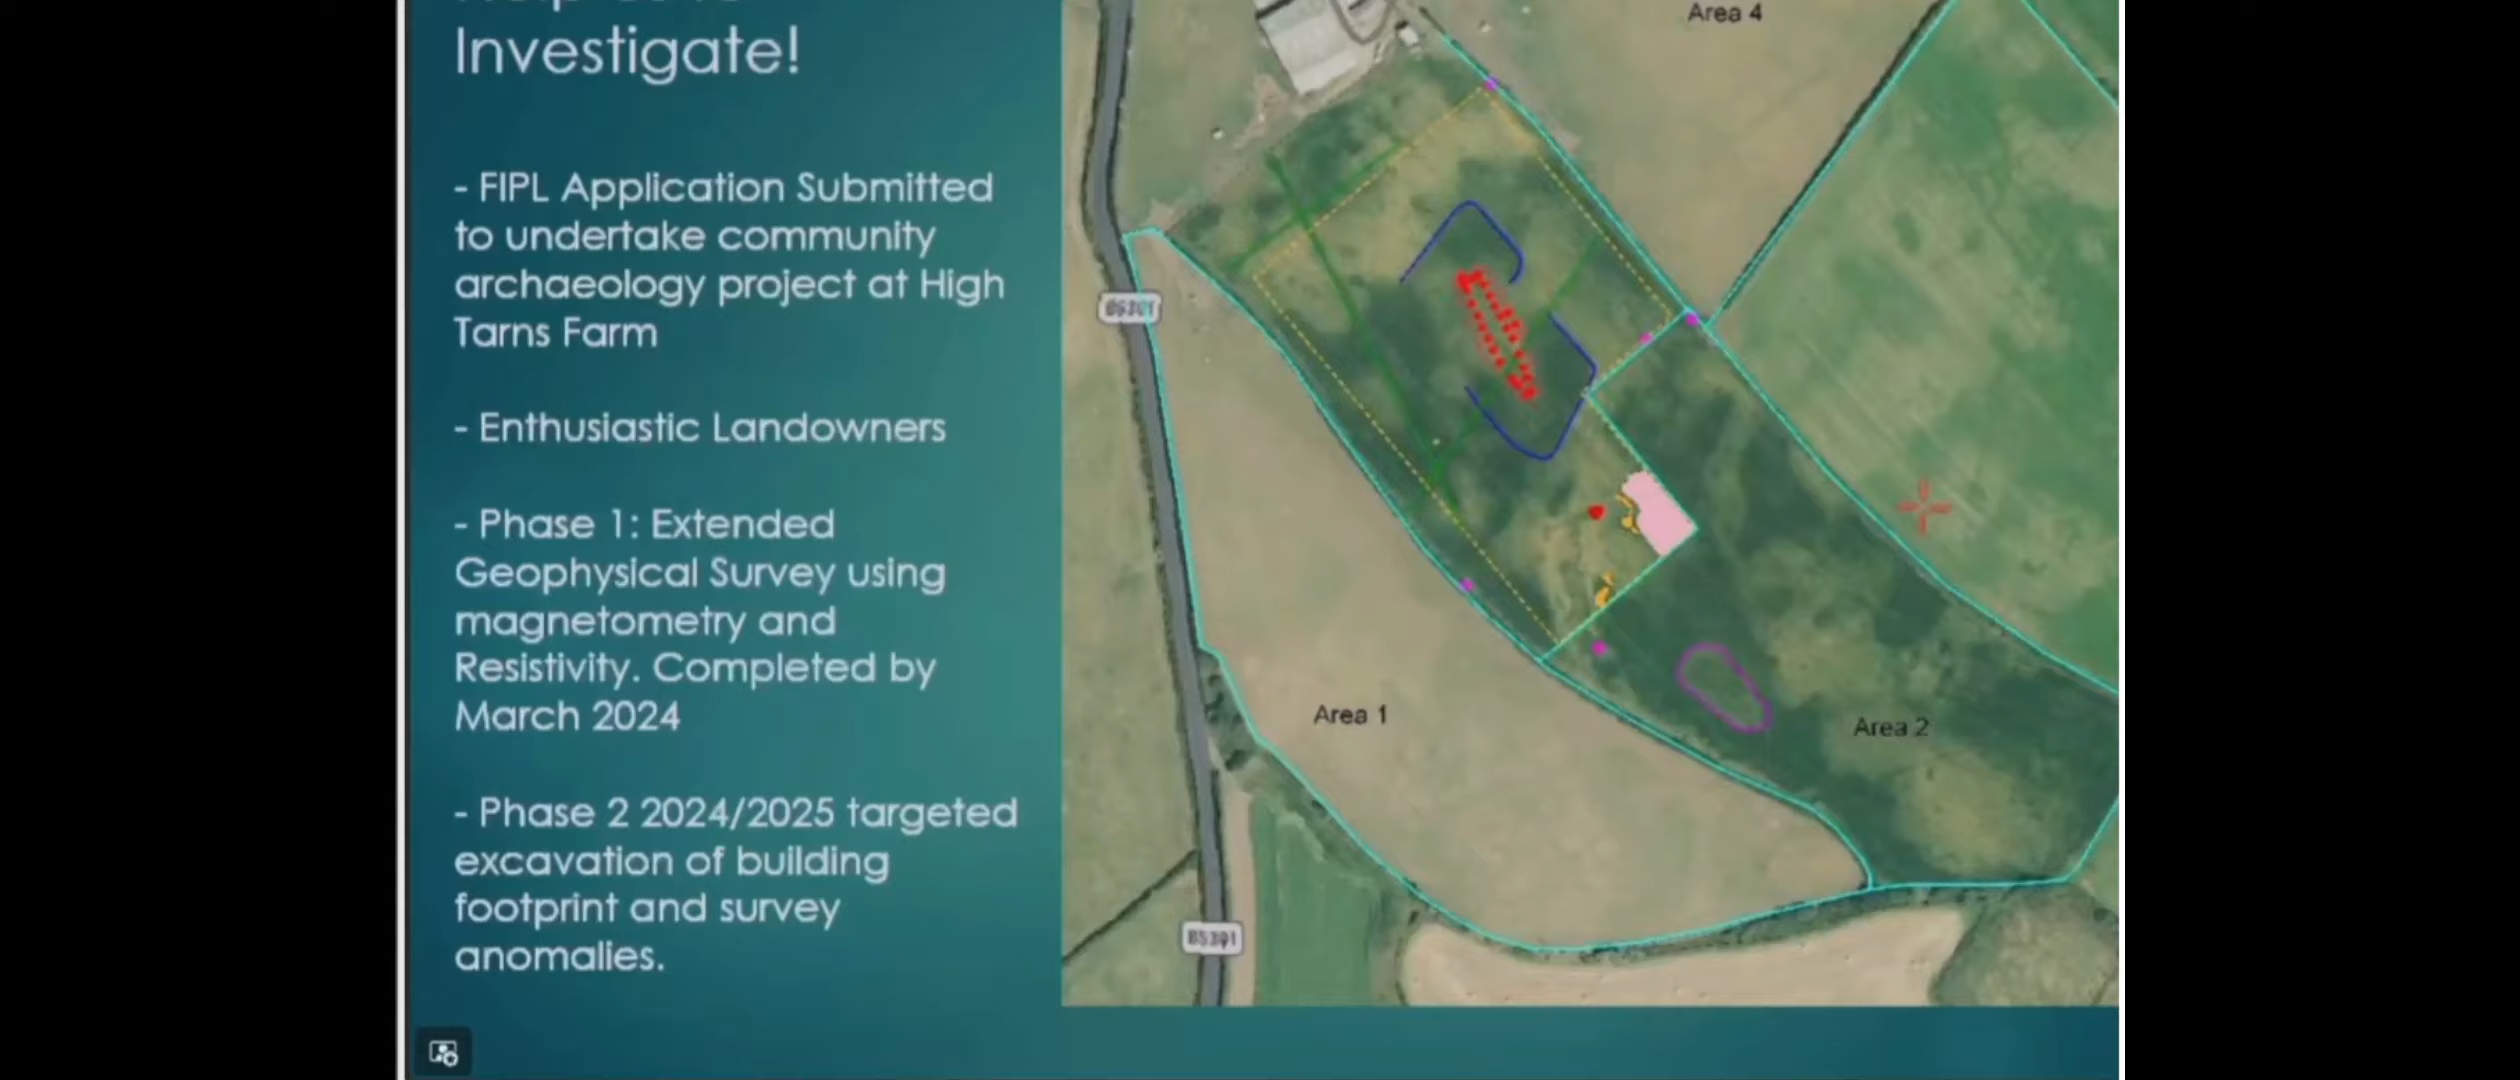 Investigate!
- FIPL Application Submitted
to undertake community
archaeology project at High
Tarns Farm
- Enthusiastic Landowners
- Phase 1: Extended
Geophysical Survey using
magnetometry and
Resistivity. Completed by
March 2024
- Phase 2 2024/2025 targeted
excavation of building
footprint and survey
anomalies.
Area 4
B5301
Area 1
Area 2
B5301